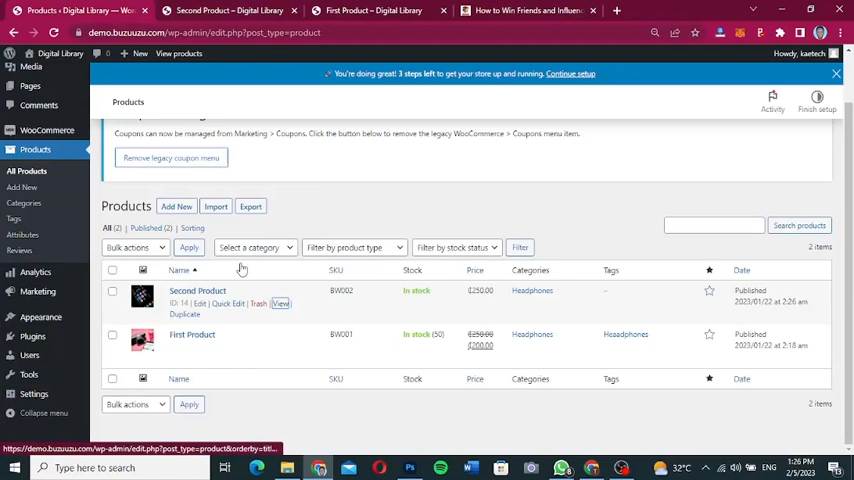 Products ‹ Digital Library — Wor
Second Product – Digital Library
First Product – Digital Library
How to Win Friends and Influenc
demo.buzuuzu.com/wp-admin/edit.php?post_type=product
Digital Library
0
New
View products
Howdy, kaetech
Media
Pages
Comments
WooCommerce
Products
All Products
Add New
Categories
Tags
Attributes
Reviews
Analytics
Marketing
Appearance
Plugins
Users
Tools
Settings
Collapse menu
You're doing great! 3 steps left to get your store up and running. Continue setup
Products
Activity
Finish setup
Coupons can now be managed from Marketing > Coupons. Click the button below to remove the legacy WooCommerce > Coupons menu item.
Remove legacy coupon menu
Products
Add New
Import
Export
All (2) | Published (2) | Sorting
Search products
Bulk actions
Apply
Select a category
Filter by product type
Filter by stock status
Filter
2 items
Name SKU Stock Price Categories Tags Date
Second Product BW002 In stock ₵250.00 Headphones – Published
2023/01/22 at 2:26 am
ID: 14 | Edit | Quick Edit | Trash | View |
Duplicate
First Product BW001 In stock (50) ₵250.00 Headphones Heaadphones Published
₵200.00 2023/01/22 at 2:18 am
Name SKU Stock Price Categories Tags Date
Bulk actions
Apply
2 items
https://demo.buzuuzu.com/wp-admin/edit.php?post_type=product&orderby=titl...
Type here to search
8
32°C
ENG
1:26 PM
2/5/2023